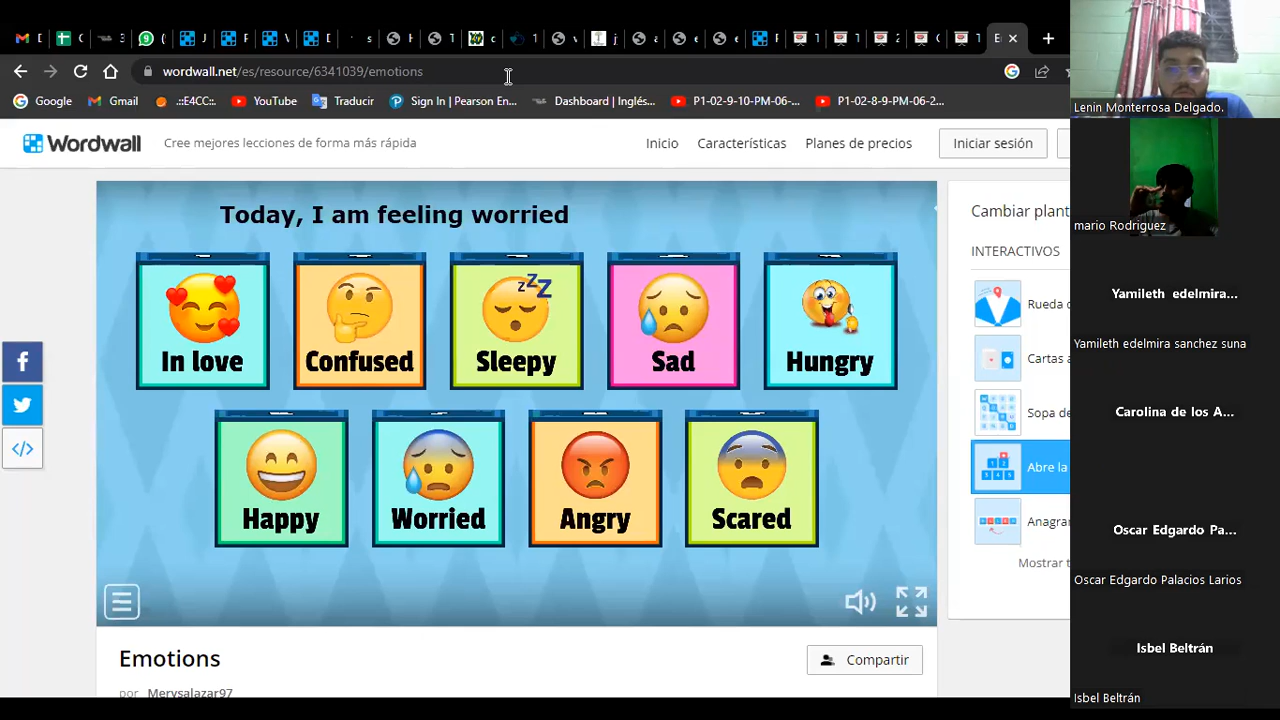 wordwall.net/es/resource/6341039/emotions
Google
Gmail
.::E4CC:.
YouTube
Traducir
Sign In | Pearson En...
Dashboard | Inglés...
P1-02-9-10-PM-06-...
P1-02-8-9-PM-06-2...
Wordwall
Cree mejores lecciones de forma más rápida
Inicio
Características
Planes de precios
Iniciar sesión
Today, I am feeling worried
In love
Confused
Sleepy
Sad
Hungry
Happy
Worried
Angry
Scared
Emotions
por Merysalazar97
Compartir
Cambiar plant
INTERACTIVOS
Rueda
Cartas a
Sopa de
Abre la
Anagra
Mostrar t
Lenin Monterrosa Delgado.
mario Rodriguez
Yamileth edelmira...
Yamileth edelmira sanchez suna
Carolina de los A...
Oscar Edgardo Pa...
Oscar Edgardo Palacios Larios
Isbel Beltrán
Isbel Beltrán